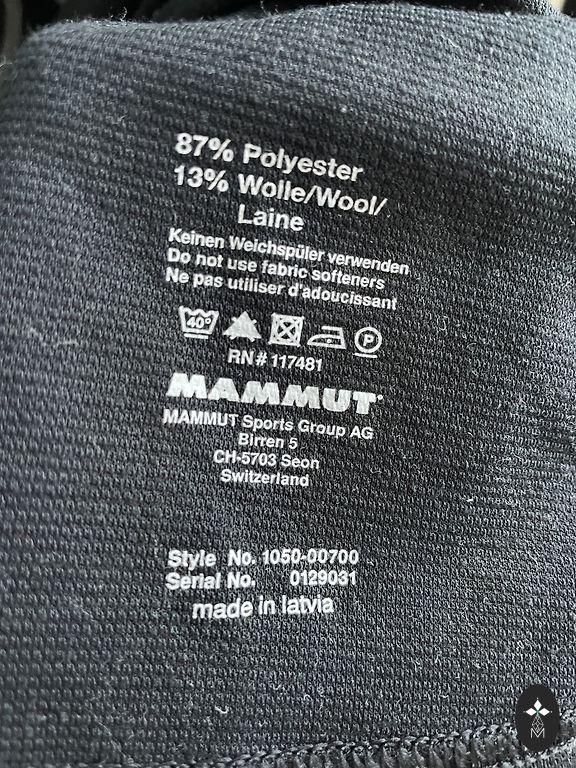 87% Polyester
13% Wolle/Wool/
Laine
Keinen Weichspüler verwenden
Do not use fabric softeners
Ne pas utiliser d'adoucissant
40° P
RN# 117481
MAMMUT
MAMMUT Sports Group AG
Birren 5
CH-5703 Seon
Switzerland
Style No. 1050-00700
Serial No. 0129031
made in latvia
M